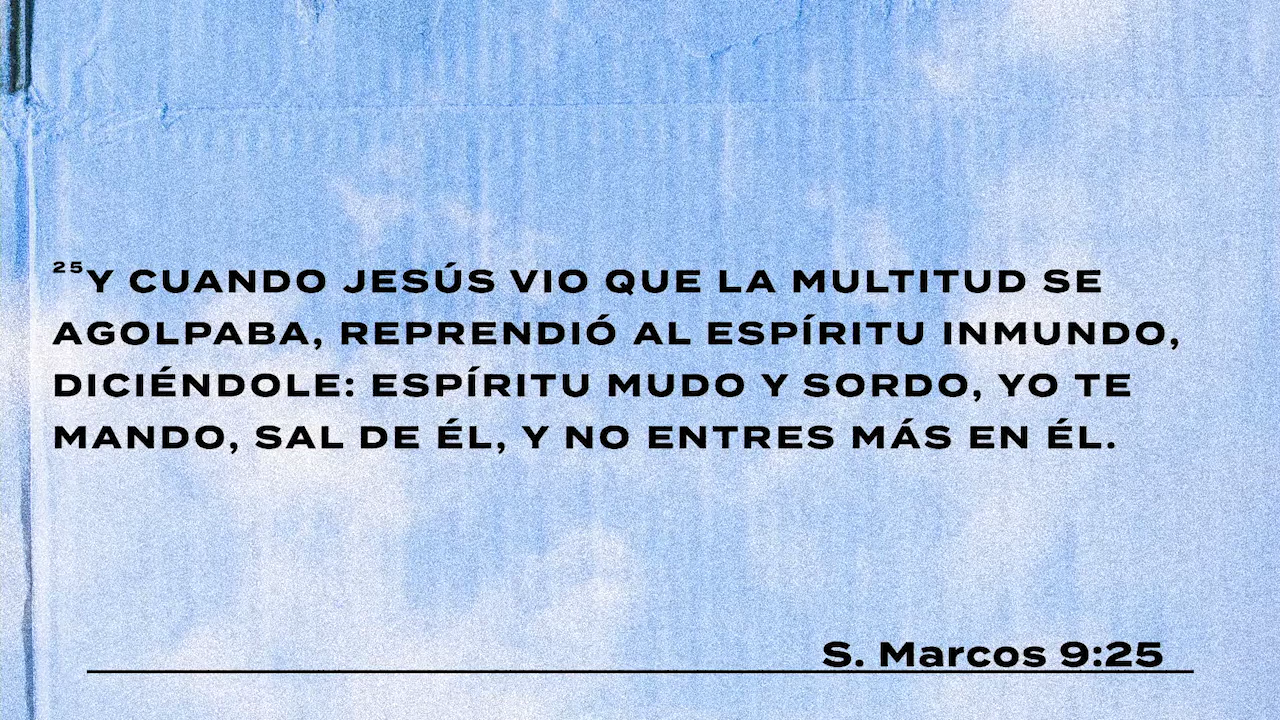 ²⁵Y CUANDO JESÚS VIO QUE LA MULTITUD SE
AGOLPABA, REPRENDIÓ AL ESPÍRITU INMUNDO,
DICIÉNDOLE: ESPÍRITU MUDO Y SORDO, YO TE
MANDO, SAL DE ÉL, Y NO ENTRES MÁS EN ÉL.
S. Marcos 9:25